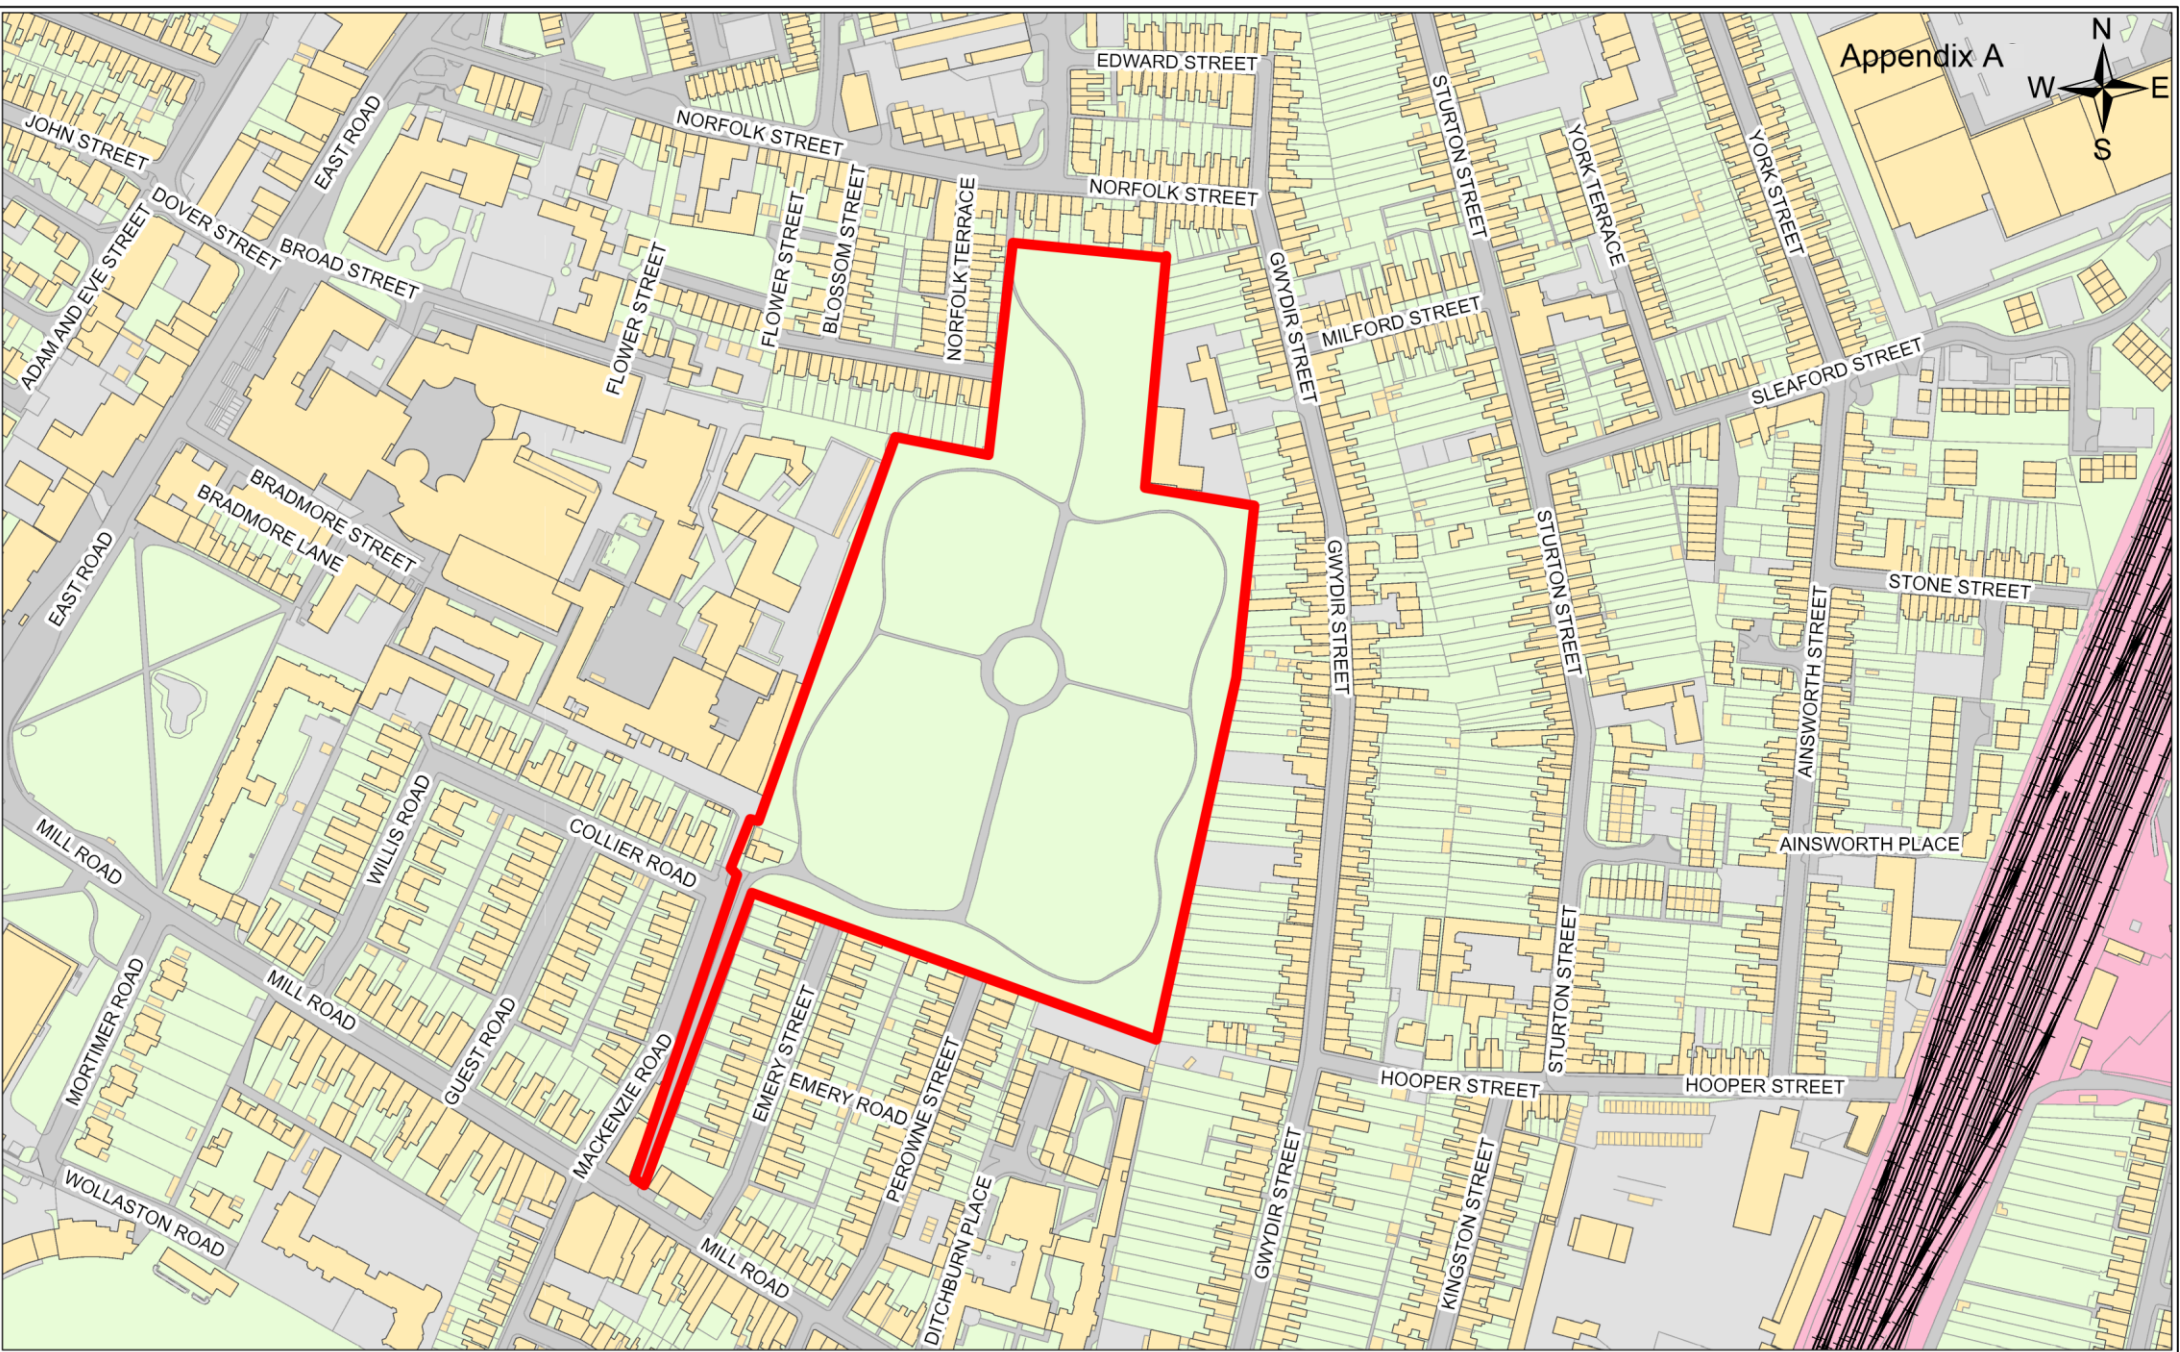 Appendix A
N
W
E
S
EDWARD STREET
JOHN STREET
EAST ROAD
NORFOLK STREET
STURTON STREET
YORK TERRACE
YORK STREET
DOVER STREET
ADAM AND EVE STREET
BROAD STREET
FLOWER STREET
FLOWER STREET
BLOSSOM STREET
NORFOLK TERRACE
NORFOLK STREET
GWYDIR STREET
MILFORD STREET
SLEAFORD STREET
BRADMORE STREET
BRADMORE LANE
EAST ROAD
GWYDIR STREET
STURTON STREET
STONE STREET
AINSWORTH STREET
AINSWORTH PLACE
MILL ROAD
WILLIS ROAD
COLLIER ROAD
MORTIMER ROAD
MILL ROAD
GUEST ROAD
MACKENZIE ROAD
EMERY STREET
EMERY ROAD
PEROWNE STREET
STURTON STREET
HOOPER STREET
HOOPER STREET
WOLLASTON ROAD
MILL ROAD
DITCHBURN PLACE
GWYDIR STREET
KINGSTON STREET